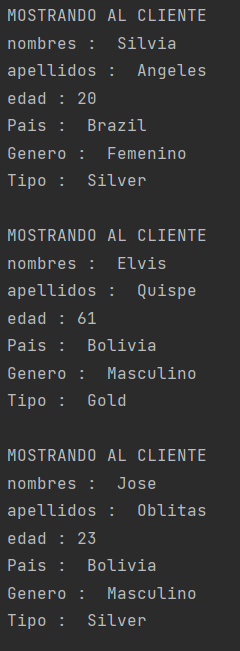 MOSTRANDO AL CLIENTE
nombres :  Silvia
apellidos :  Angeles
edad : 20
Pais :  Brazil
Genero :  Femenino
Tipo :  Silver

MOSTRANDO AL CLIENTE
nombres :  Elvis
apellidos :  Quispe
edad : 61
Pais :  Bolivia
Genero :  Masculino
Tipo :  Gold

MOSTRANDO AL CLIENTE
nombres :  Jose
apellidos :  Oblitas
edad : 23
Pais :  Bolivia
Genero :  Masculino
Tipo :  Silver